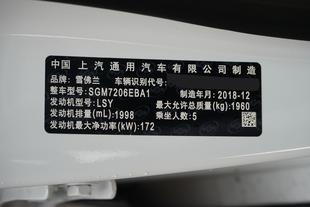 中国 上汽通用汽车有限公司 制造
品牌：雪佛兰 车辆识别代号：
整车型号：SGM7206EBA1 制造年月：2018-12
发动机型号：LSY 最大允许总质量(kg)：1960
发动机排量(mL)：1998 乘坐人数：5
发动机最大净功率(kW)：172